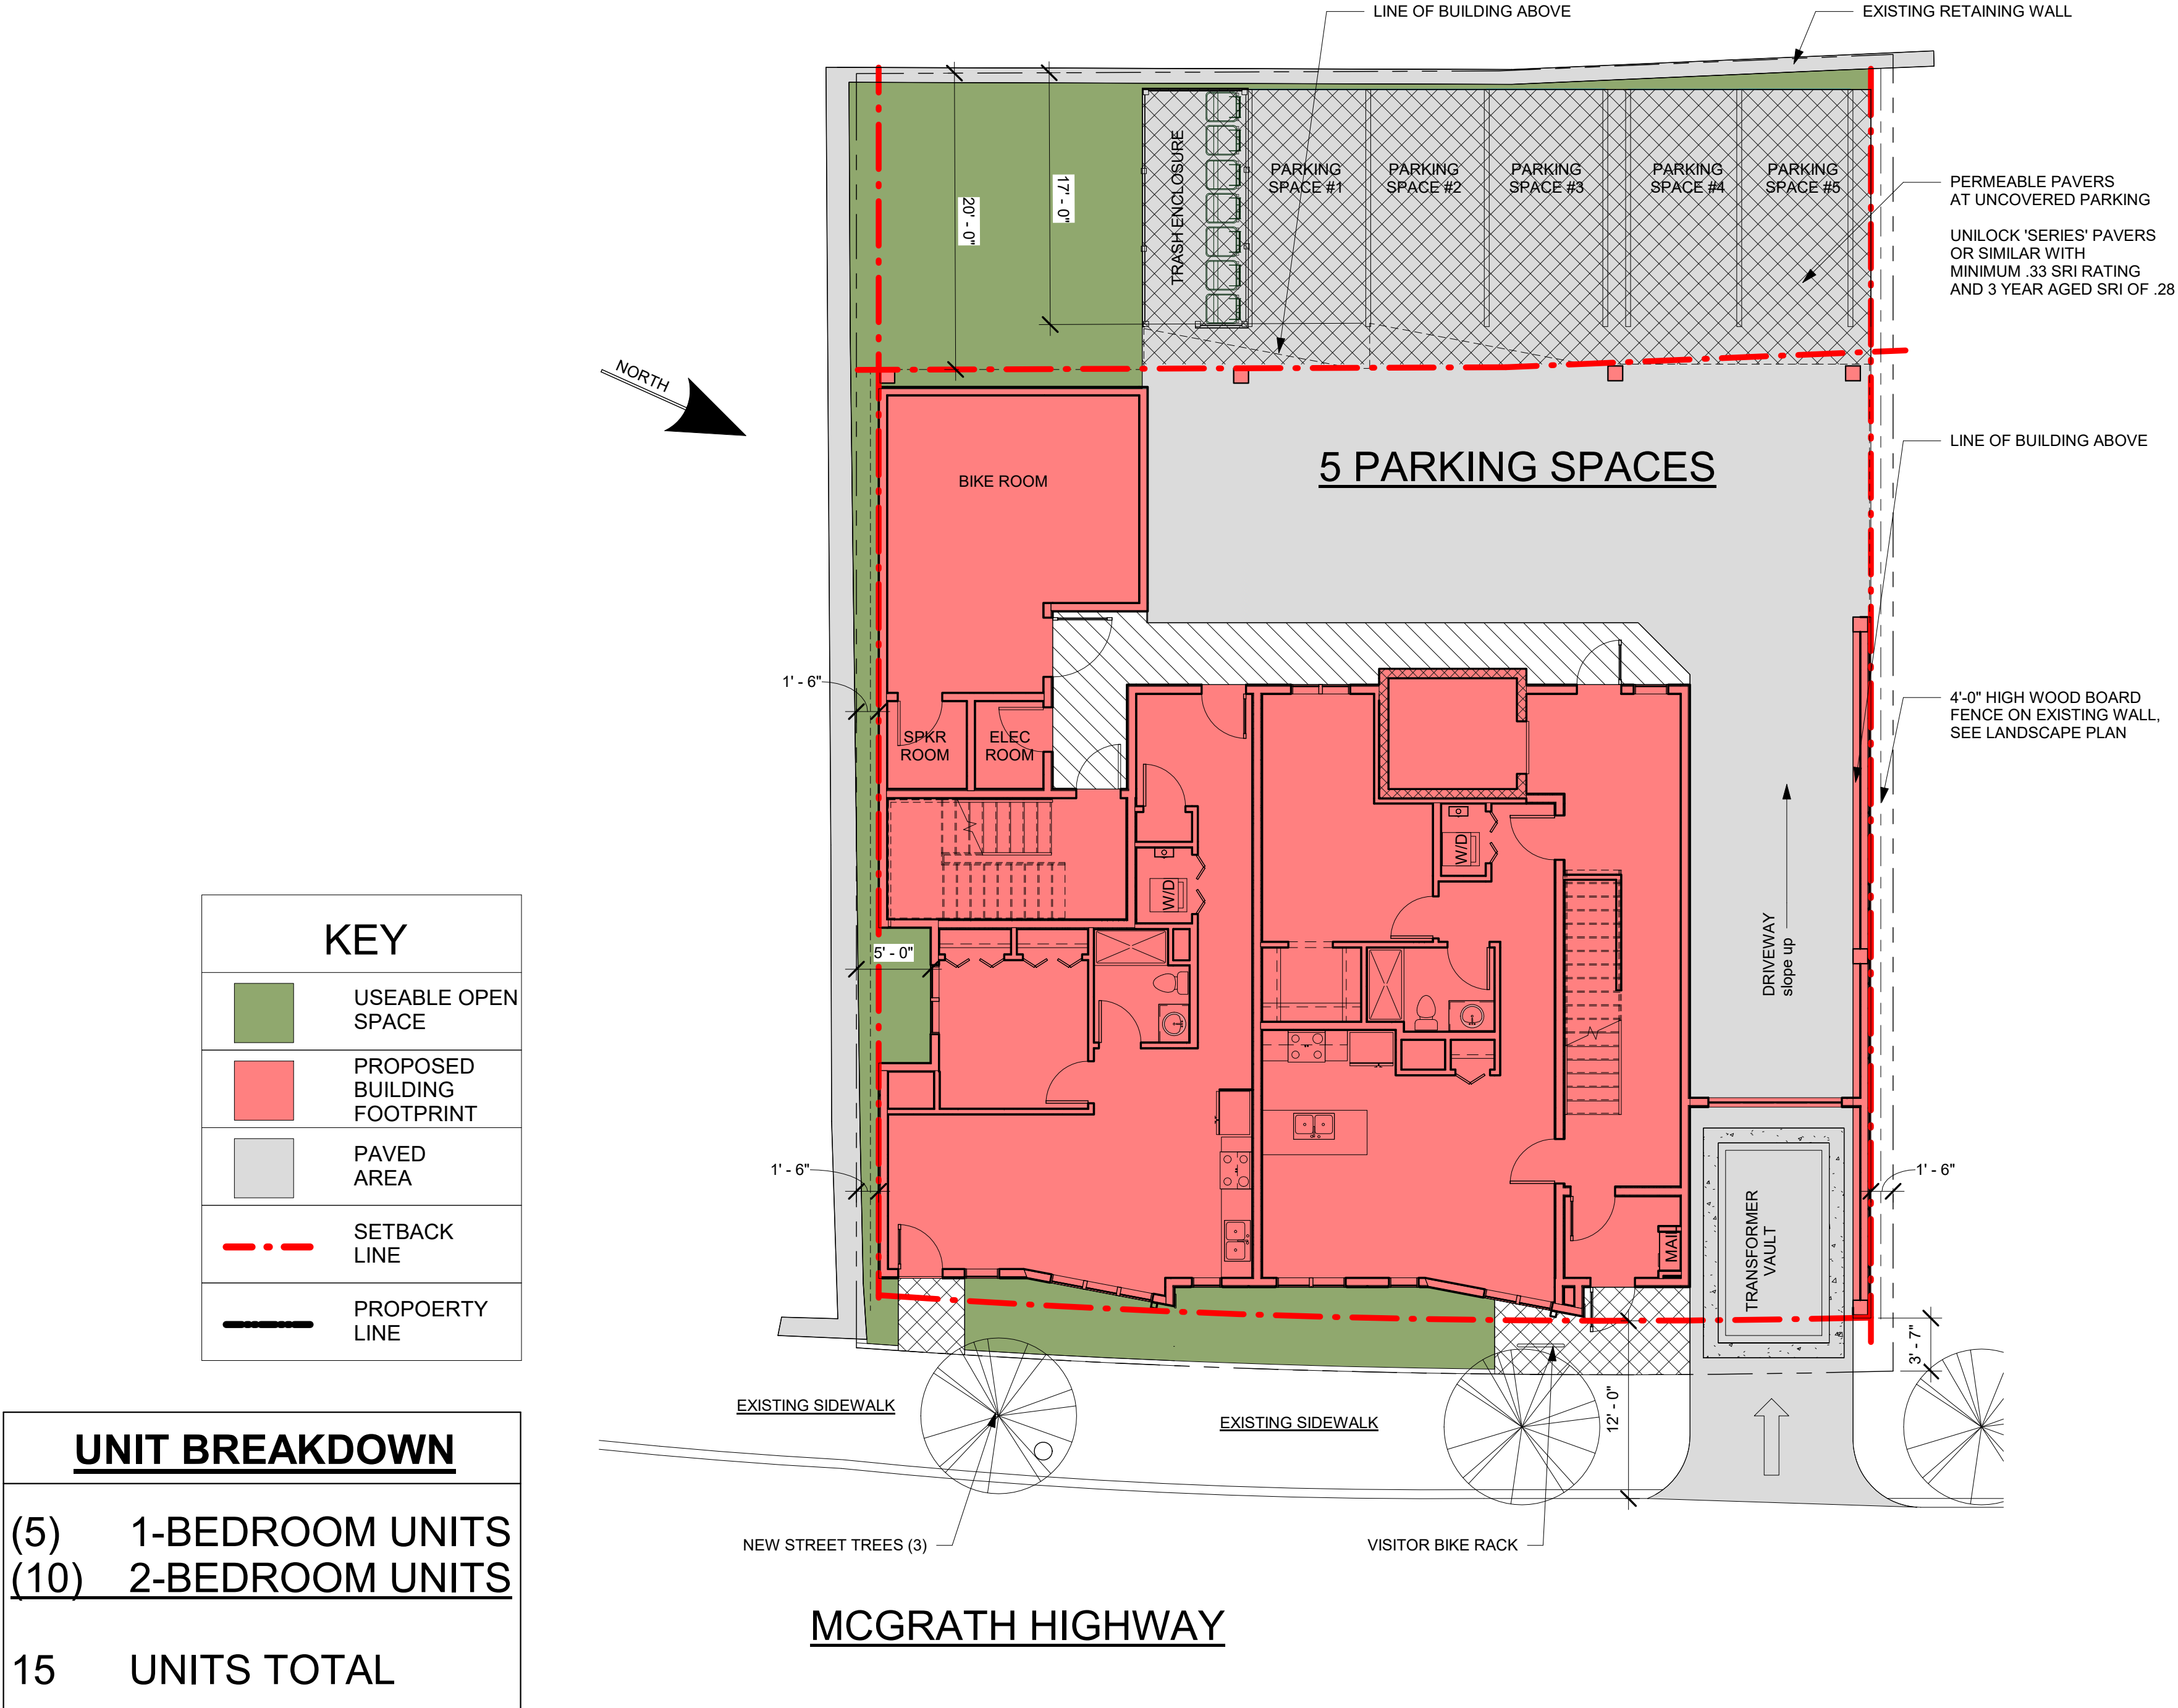 LINE OF BUILDING ABOVE
EXISTING RETAINING WALL
17' - 0"
20' - 0"
TRASH ENCLOSURE
PARKING
SPACE #1
PARKING
SPACE #2
PARKING
SPACE #3
PARKING
SPACE #4
PARKING
SPACE #5
PERMEABLE PAVERS
AT UNCOVERED PARKING
UNILOCK 'SERIES' PAVERS
OR SIMILAR WITH
MINIMUM .33 SRI RATING
AND 3 YEAR AGED SRI OF .28
NORTH
5 PARKING SPACES
LINE OF BUILDING ABOVE
BIKE ROOM
1' - 6"
SPKR
ROOM
ELEC
ROOM
4'-0" HIGH WOOD BOARD
FENCE ON EXISTING WALL,
SEE LANDSCAPE PLAN
W/D
W/D
5' - 0"
DRIVEWAY
slope up
KEY
USEABLE OPEN
SPACE
PROPOSED
BUILDING
FOOTPRINT
PAVED
AREA
SETBACK
LINE
PROPOERTY
LINE
1' - 6"
1' - 6"
MAIL
TRANSFORMER
VAULT
3' - 7"
12' - 0"
EXISTING SIDEWALK
EXISTING SIDEWALK
NEW STREET TREES (3)
VISITOR BIKE RACK
MCGRATH HIGHWAY
UNIT BREAKDOWN
(5) 1-BEDROOM UNITS
(10) 2-BEDROOM UNITS
15 UNITS TOTAL